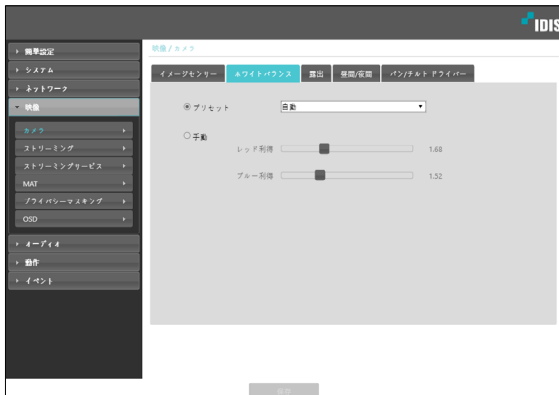 IDIS
簡単設定
システム
ネットワーク
映像
カメラ
ストリーミング
ストリーミングサービス
MAT
プライバシーマスキング
OSD
オーディオ
動作
イベント
映像 / カメラ
イメージセンサー ホワイトバランス 露出 昼間/夜間 パン/チルト ドライバー
プリセット 自動
手動
レッド利得 1.68
ブルー利得 1.52
保存